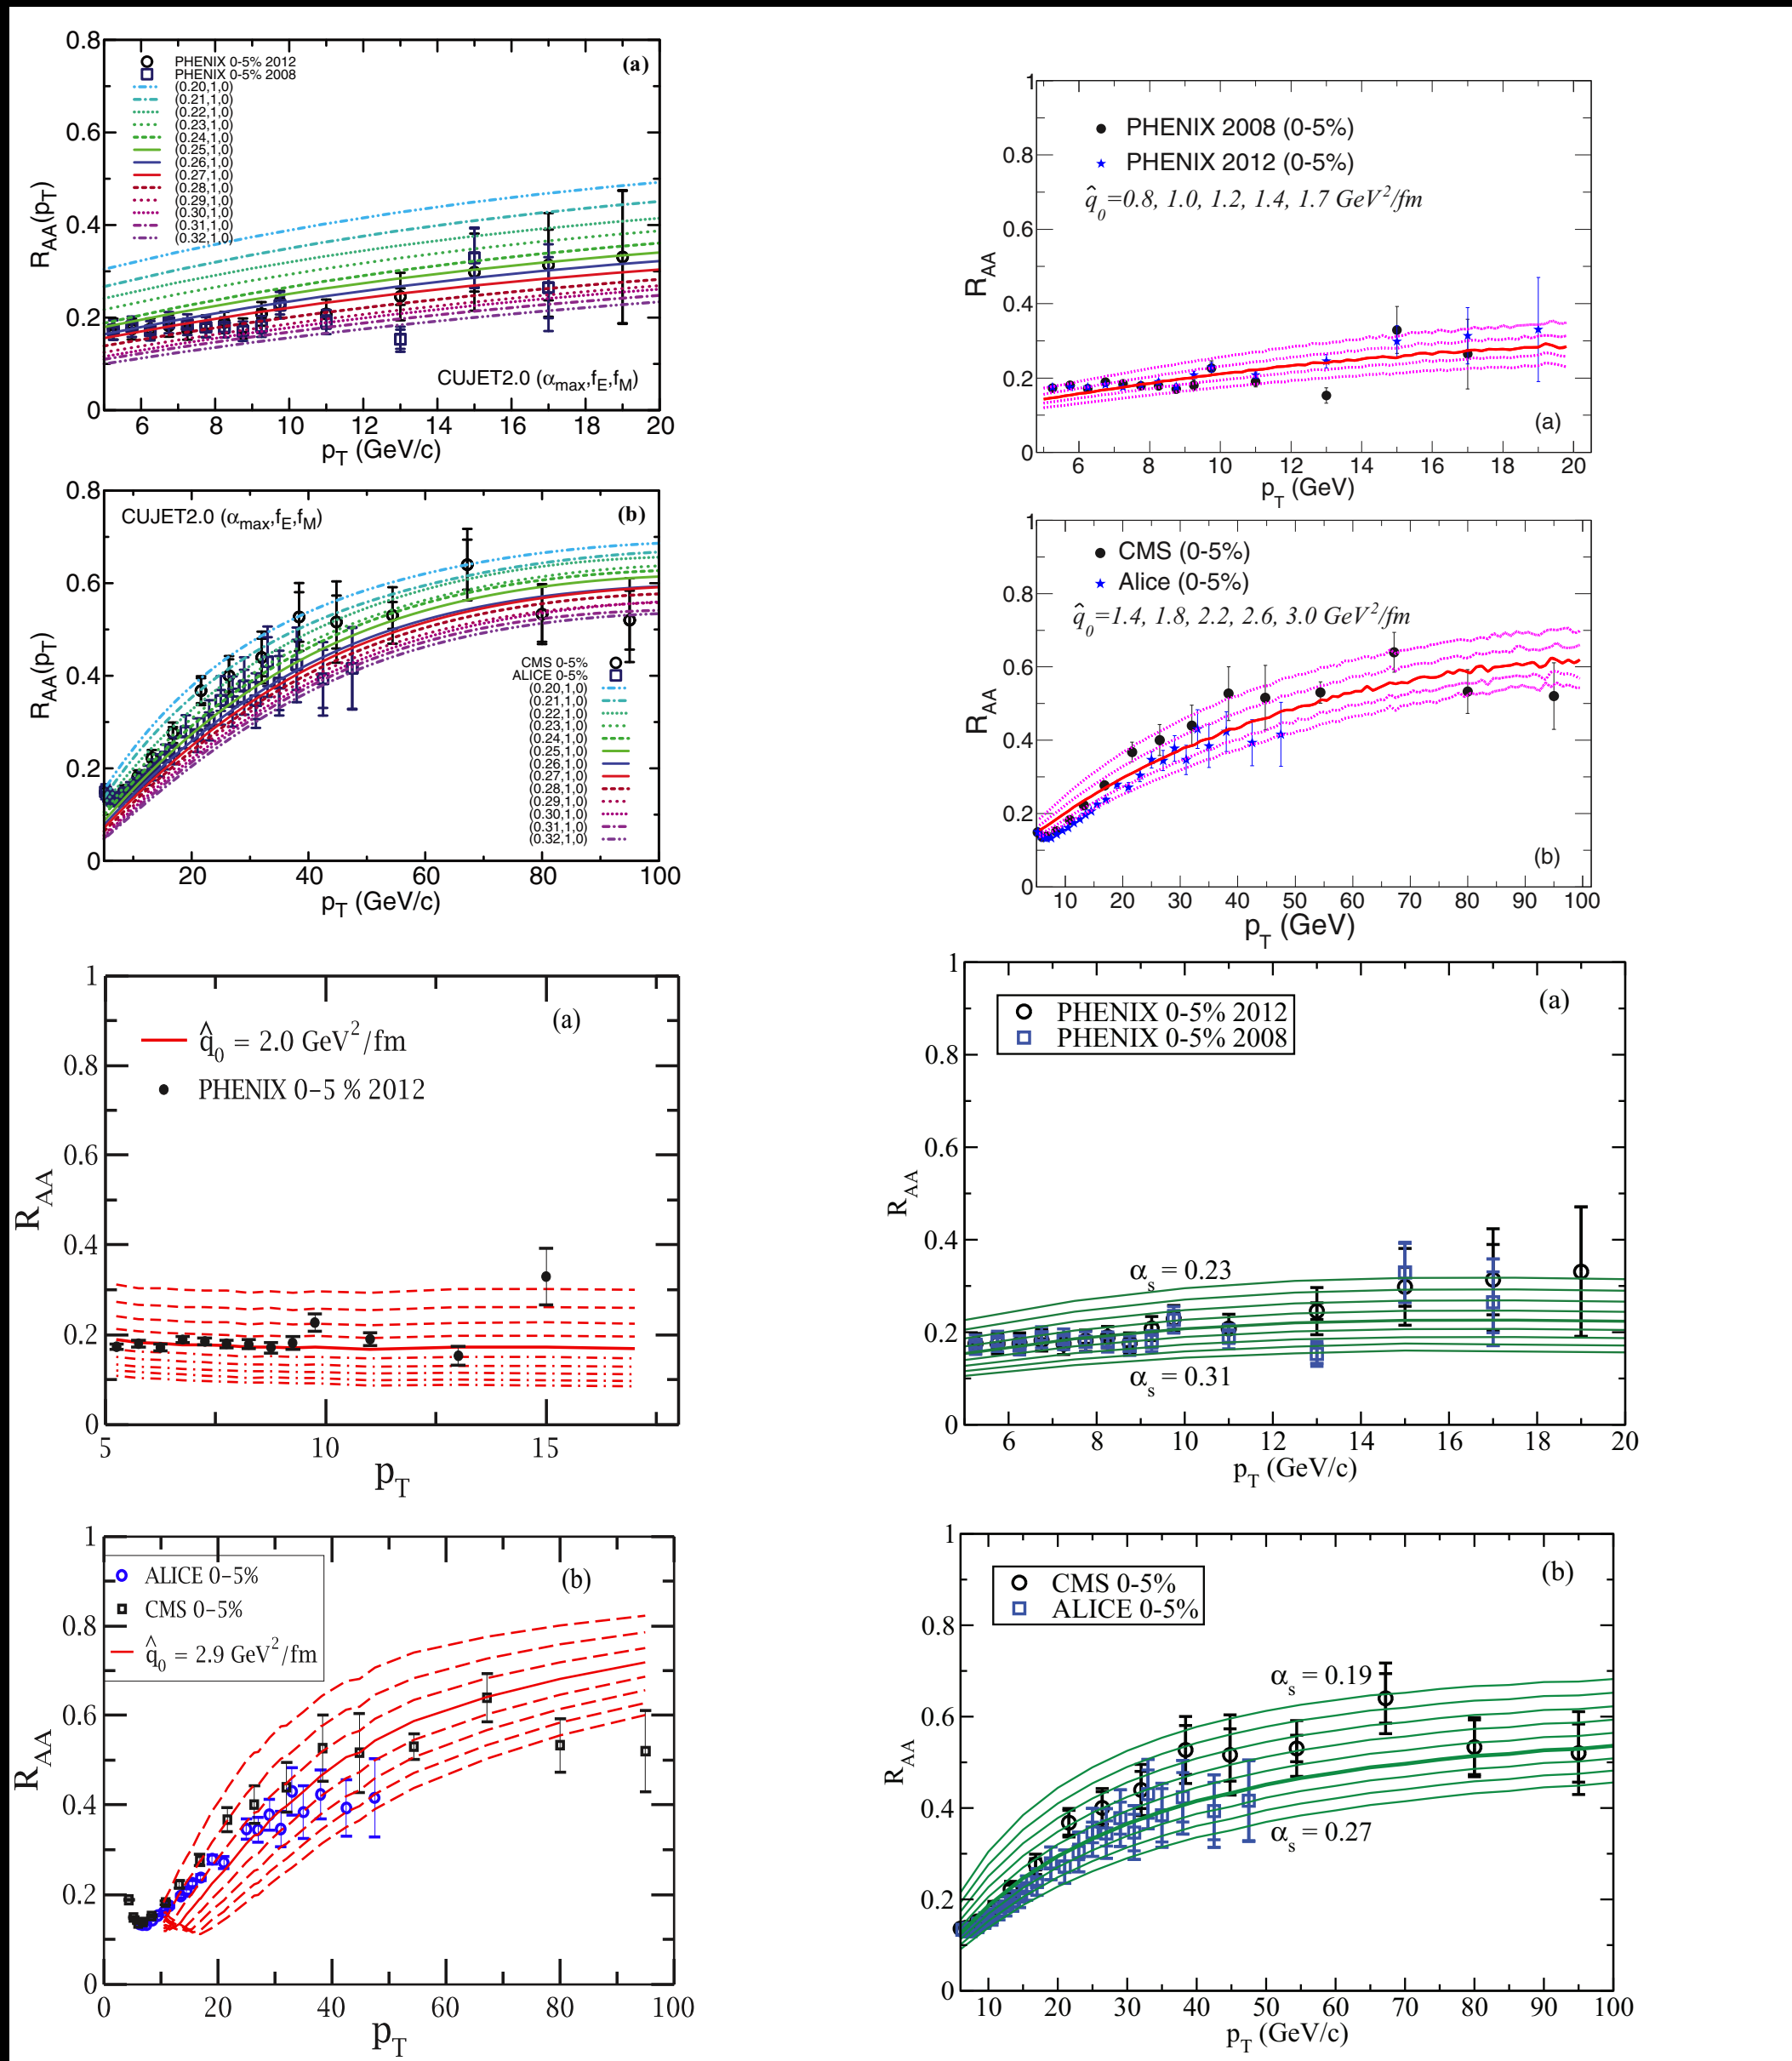 0.8
0.6
0.4
0.2
0
R_AA(p_T)
PHENIX 0-5% 2012
PHENIX 0-5% 2008
(0.20,1,0)
(0.21,1,0)
(0.22,1,0)
(0.23,1,0)
(0.24,1,0)
(0.25,1,0)
(0.26,1,0)
(0.27,1,0)
(0.28,1,0)
(0.29,1,0)
(0.30,1,0)
(0.31,1,0)
(0.32,1,0)
(a)
CUJET2.0 (α_max,f_E,f_M)
6 8 10 12 14 16 18 20
p_T (GeV/c)
1
0.8
0.6
0.4
0.2
0
R_AA
PHENIX 2008 (0-5%)
PHENIX 2012 (0-5%)
q̂_0=0.8, 1.0, 1.2, 1.4, 1.7 GeV²/fm
(a)
6 8 10 12 14 16 18 20
p_T (GeV)
0.8
0.6
0.4
0.2
0
R_AA(p_T)
CUJET2.0 (α_max,f_E,f_M)
(b)
CMS 0-5%
ALICE 0-5%
(0.20,1,0)
(0.21,1,0)
(0.22,1,0)
(0.23,1,0)
(0.24,1,0)
(0.25,1,0)
(0.26,1,0)
(0.27,1,0)
(0.28,1,0)
(0.29,1,0)
(0.30,1,0)
(0.31,1,0)
(0.32,1,0)
20 40 60 80 100
p_T (GeV/c)
1
0.8
0.6
0.4
0.2
0
R_AA
CMS (0-5%)
Alice (0-5%)
q̂_0=1.4, 1.8, 2.2, 2.6, 3.0 GeV²/fm
(b)
10 20 30 40 50 60 70 80 90 100
p_T (GeV)
1
0.8
0.6
0.4
0.2
0
R_AA
q̂_0 = 2.0 GeV²/fm
PHENIX 0–5 % 2012
(a)
5 10 15
p_T
1
0.8
0.6
0.4
0.2
0
R_AA
PHENIX 0-5% 2012
PHENIX 0-5% 2008
(a)
α_s = 0.23
α_s = 0.31
6 8 10 12 14 16 18 20
p_T (GeV/c)
1
0.8
0.6
0.4
0.2
0
R_AA
ALICE 0–5%
CMS 0–5%
q̂_0 = 2.9 GeV²/fm
(b)
0 20 40 60 80 100
p_T
1
0.8
0.6
0.4
0.2
0
R_AA
CMS 0-5%
ALICE 0-5%
(b)
α_s = 0.19
α_s = 0.27
10 20 30 40 50 60 70 80 90 100
p_T (GeV/c)